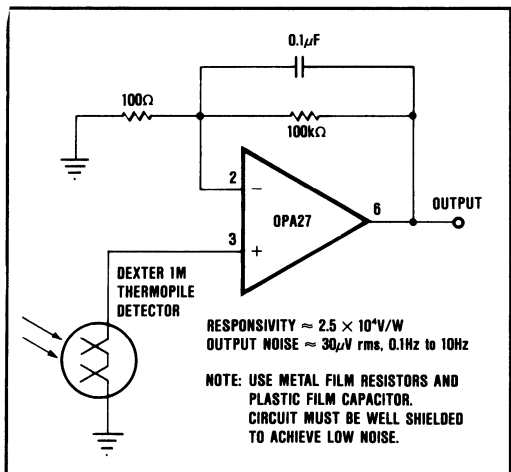 0.1μF
100Ω
100kΩ
2
−
OPA27
6
OUTPUT
3
+
DEXTER 1M
THERMOPILE
DETECTOR
RESPONSIVITY ≈ 2.5 × 10⁴V/W
OUTPUT NOISE ≈ 30μV rms, 0.1Hz to 10Hz
NOTE: USE METAL FILM RESISTORS AND
PLASTIC FILM CAPACITOR.
CIRCUIT MUST BE WELL SHIELDED
TO ACHIEVE LOW NOISE.